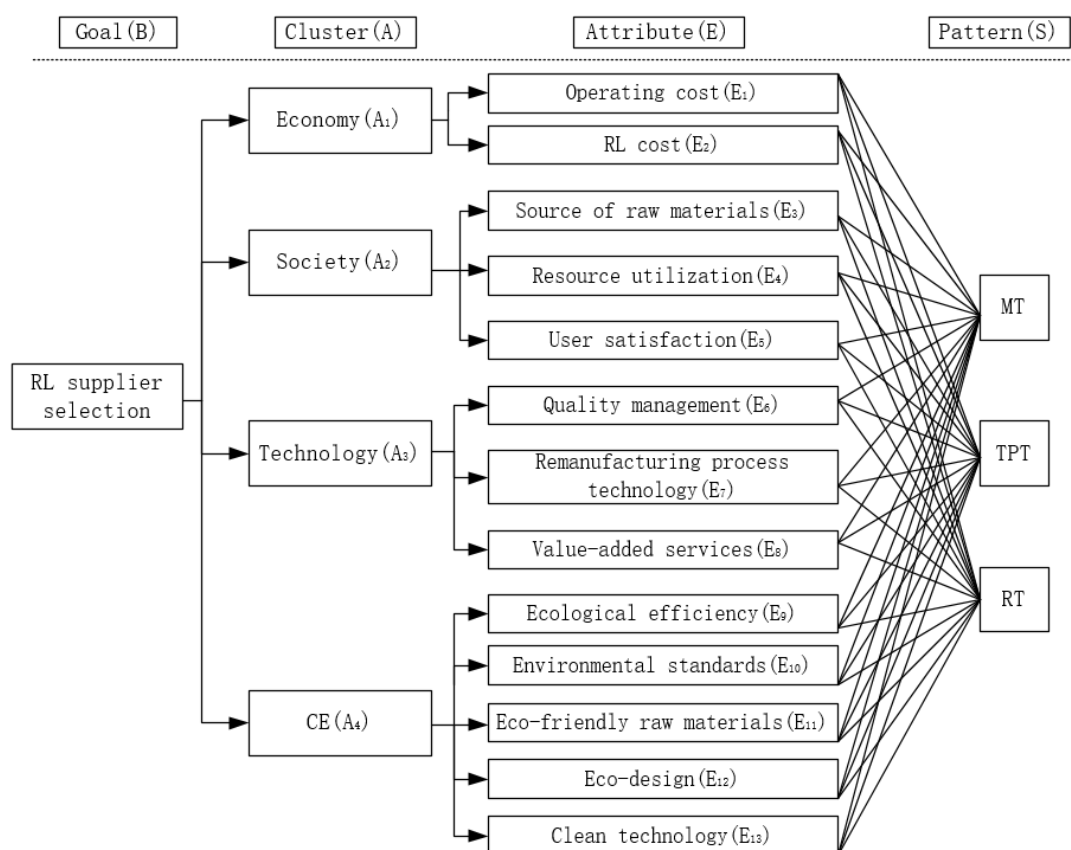 Goal(B)
Cluster(A)
Attribute(E)
Pattern(S)
RL supplier
selection
Economy(A₁)
Society(A₂)
Technology(A₃)
CE(A₄)
Operating cost(E₁)
RL cost(E₂)
Source of raw materials(E₃)
Resource utilization(E₄)
User satisfaction(E₅)
Quality management(E₆)
Remanufacturing process
technology(E₇)
Value-added services(E₈)
Ecological efficiency(E₉)
Environmental standards(E₁₀)
Eco-friendly raw materials(E₁₁)
Eco-design(E₁₂)
Clean technology(E₁₃)
MT
TPT
RT